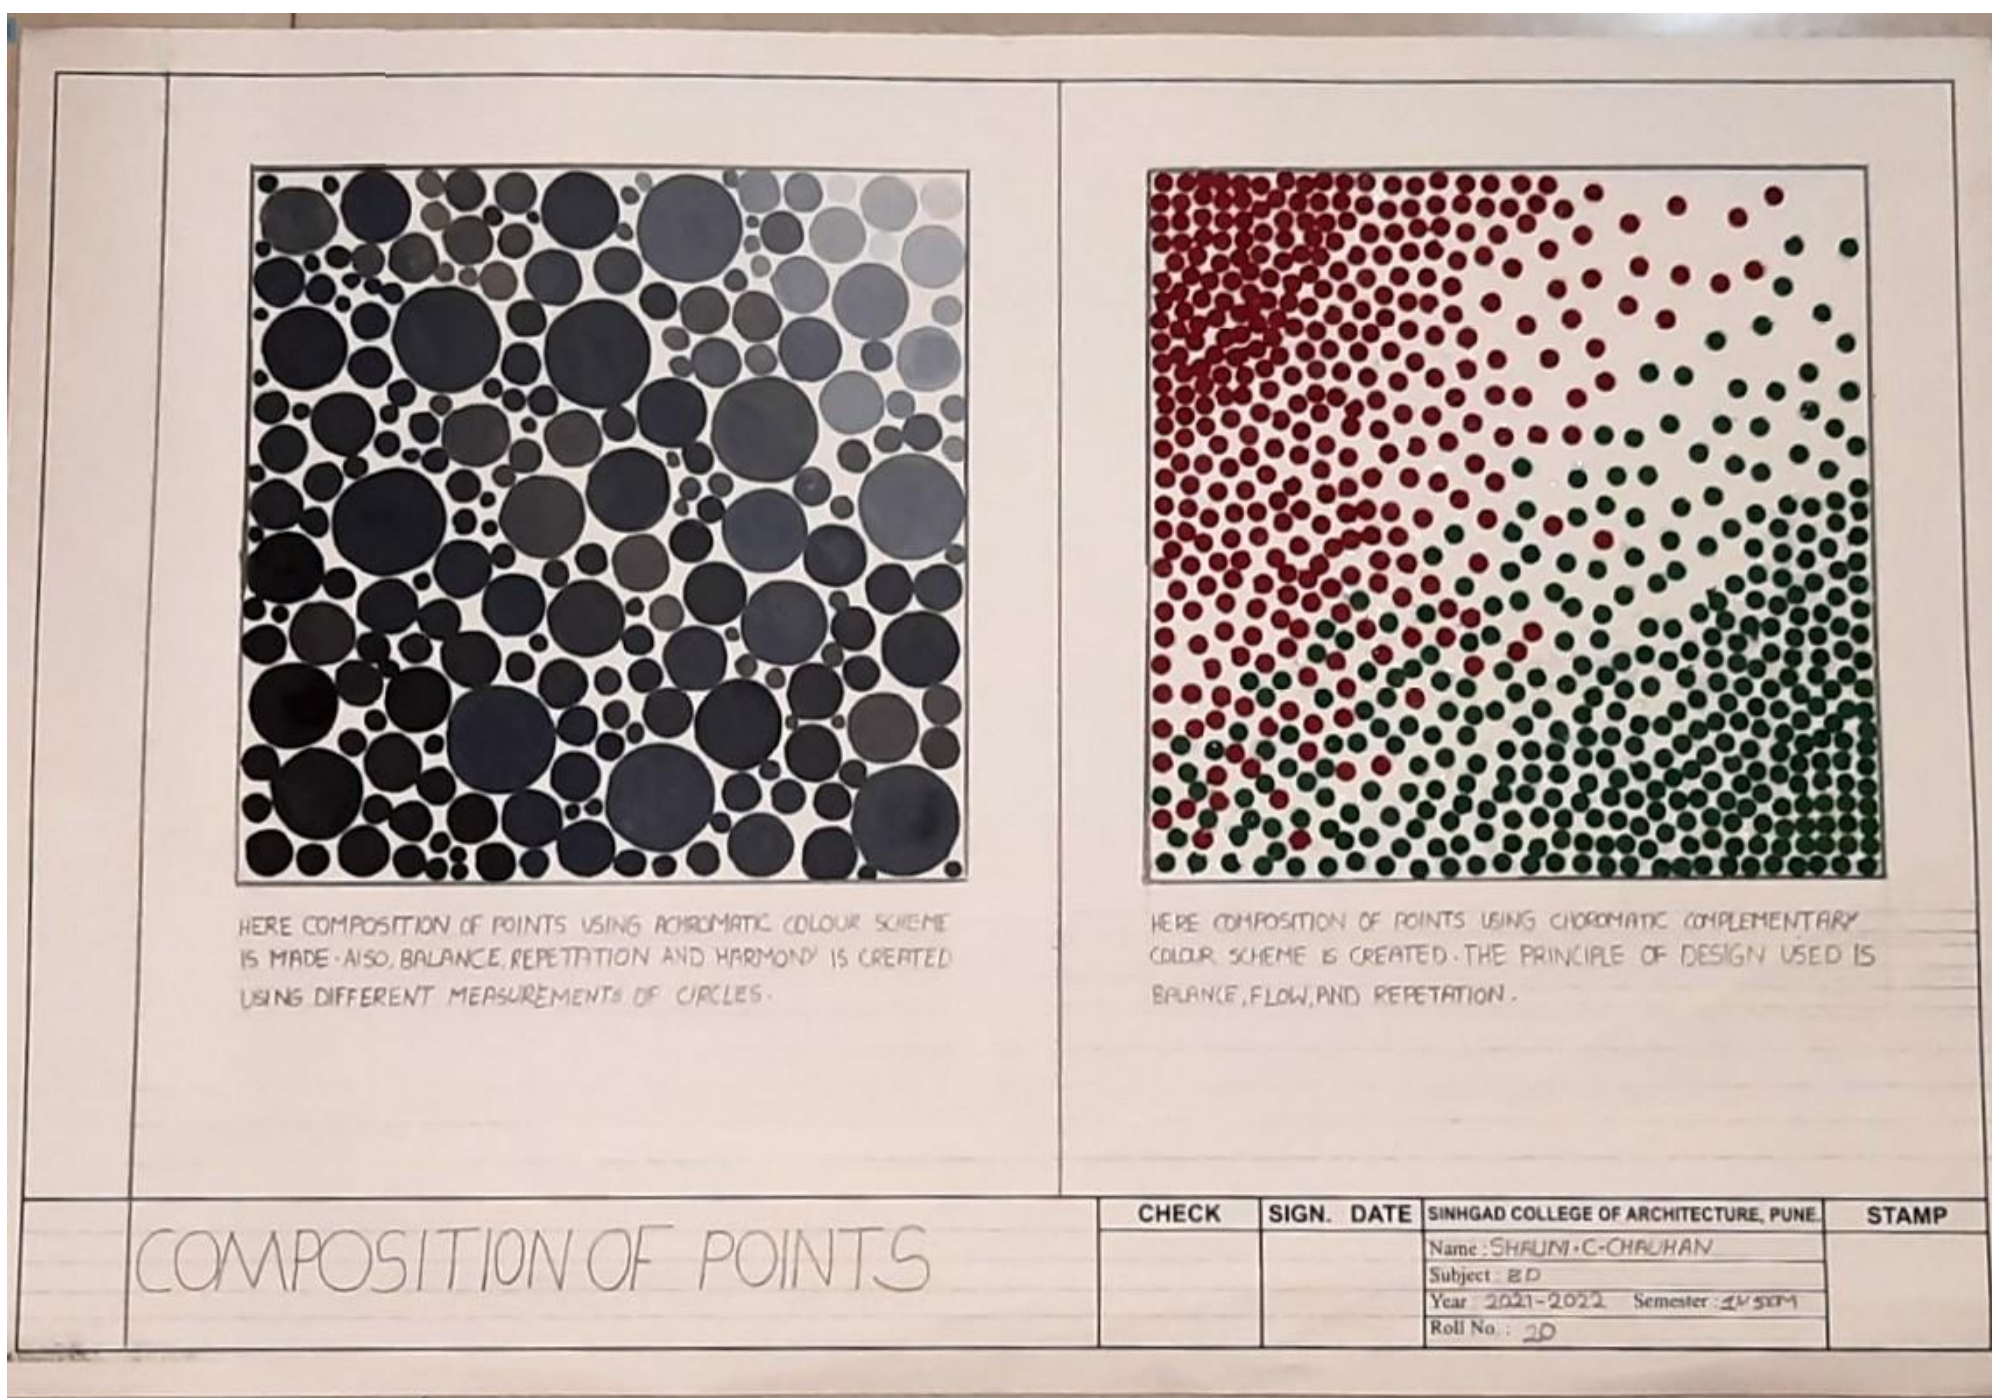 HERE COMPOSITION OF POINTS USING ACHROMATIC COLOUR SCHEME
IS MADE. ALSO, BALANCE, REPETATION AND HARMONY IS CREATED
USING DIFFERENT MEASUREMENTS OF CIRCLES.
HERE COMPOSITION OF POINTS USING CHOROMATIC COMPLEMENTARY
COLOUR SCHEME IS CREATED. THE PRINCIPLE OF DESIGN USED IS
BALANCE, FLOW, AND REPETATION.
COMPOSITION OF POINTS
CHECK
SIGN. DATE
SINHGAD COLLEGE OF ARCHITECTURE, PUNE.
STAMP
Name : C-CHAUHAN
Subject : BD
Year 2021-2022 Semester :
Roll No. : 20